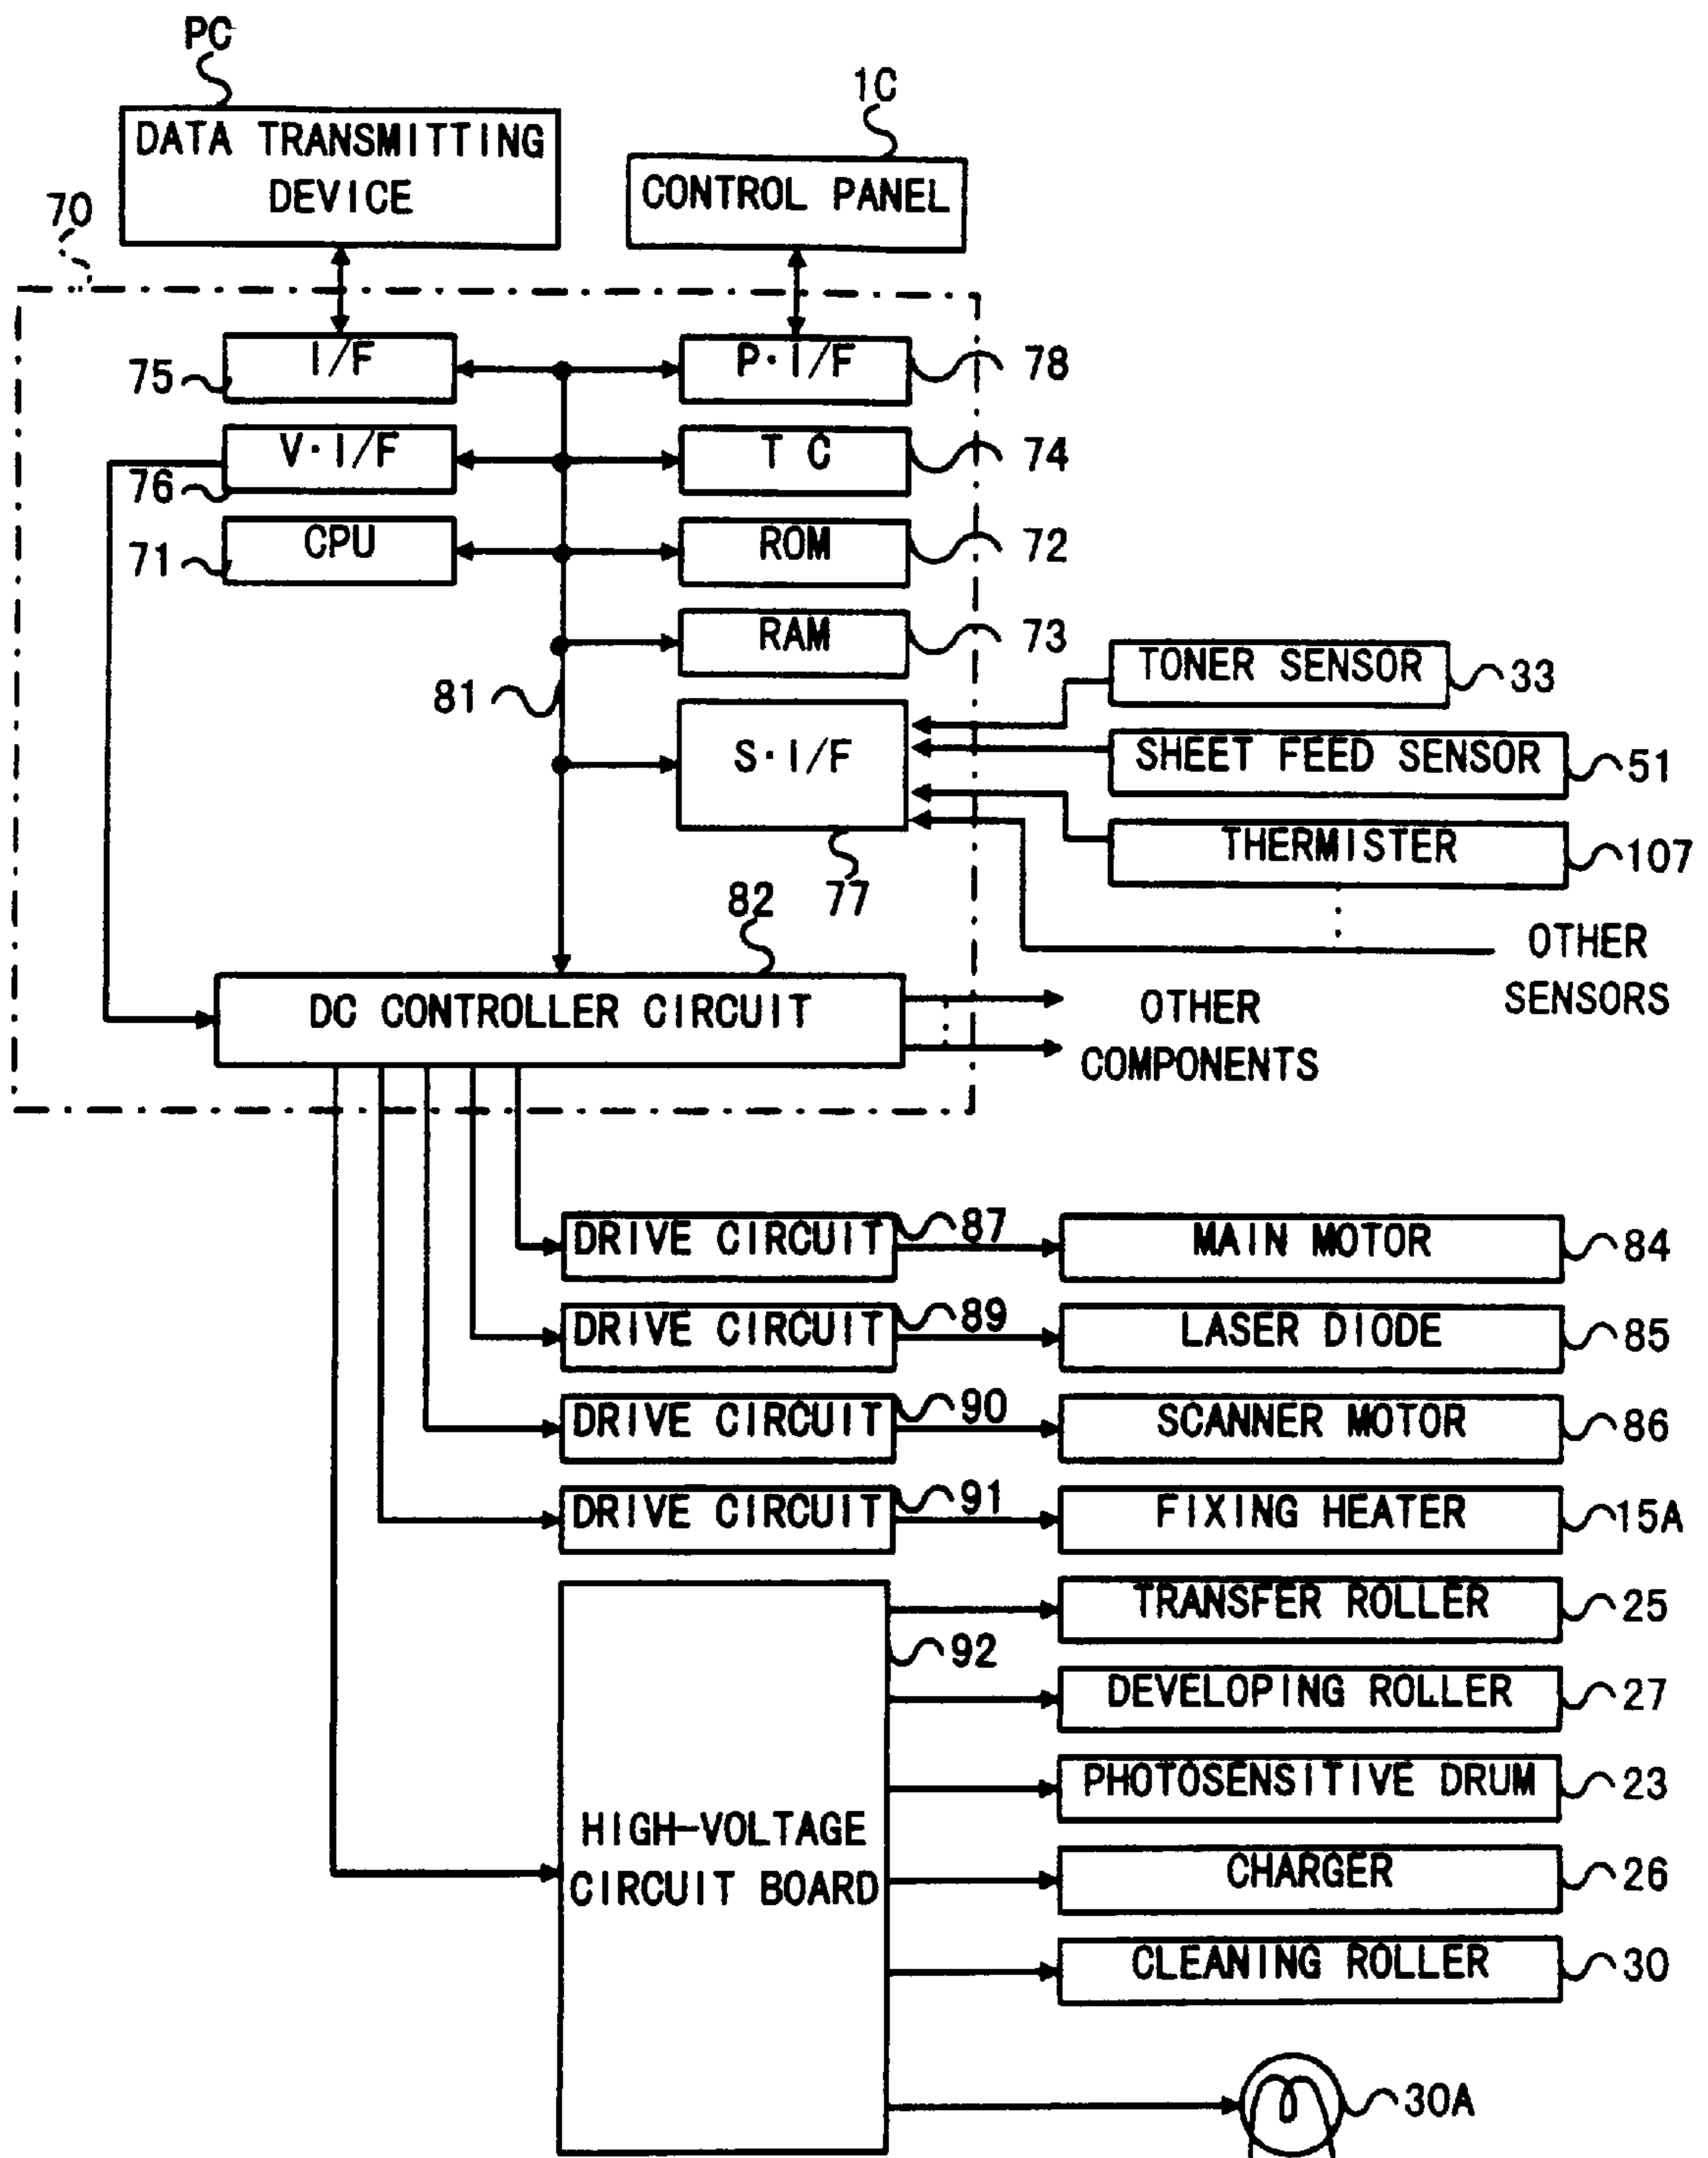 PC
1C
DATA TRANSMITTING
DEVICE
CONTROL PANEL
70
I/F
75
P·I/F
78
V·I/F
76
T C
74
CPU
71
ROM
72
RAM
73
81
TONER SENSOR
33
S·I/F
77
SHEET FEED SENSOR
51
THERMISTER
107
OTHER
SENSORS
82
DC CONTROLLER CIRCUIT
OTHER
COMPONENTS
DRIVE CIRCUIT
87
MAIN MOTOR
84
DRIVE CIRCUIT
89
LASER DIODE
85
DRIVE CIRCUIT
90
SCANNER MOTOR
86
DRIVE CIRCUIT
91
FIXING HEATER
15A
TRANSFER ROLLER
25
92
DEVELOPING ROLLER
27
PHOTOSENSITIVE DRUM
23
HIGH-VOLTAGE
CIRCUIT BOARD
CHARGER
26
CLEANING ROLLER
30
30A